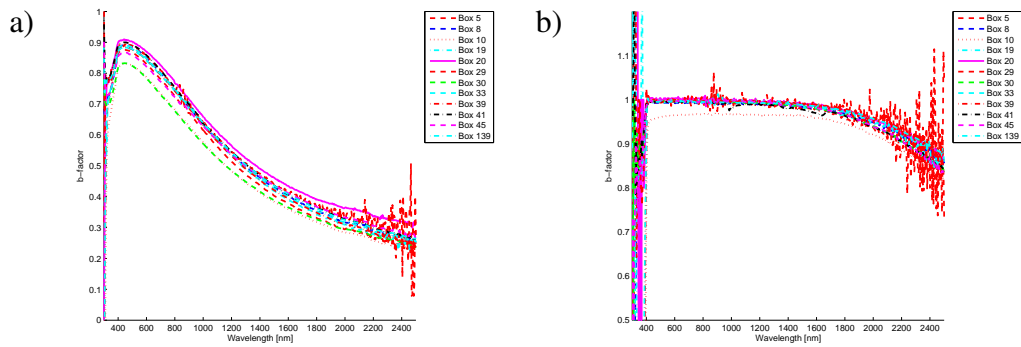 a)
1
0.9
0.8
0.7
0.6
0.5
0.4
0.3
0.2
0.1
0
b-factor
400 600 800 1000 1200 1400 1600 1800 2000 2200 2400
Wavelength [nm]
Box 5
Box 8
Box 10
Box 19
Box 20
Box 29
Box 30
Box 33
Box 39
Box 41
Box 45
Box 139
b)
1.1
1
0.9
0.8
0.7
0.6
0.5
b-factor
400 600 800 1000 1200 1400 1600 1800 2000 2200 2400
Wavelength [nm]
Box 5
Box 8
Box 10
Box 19
Box 20
Box 29
Box 30
Box 33
Box 39
Box 41
Box 45
Box 139